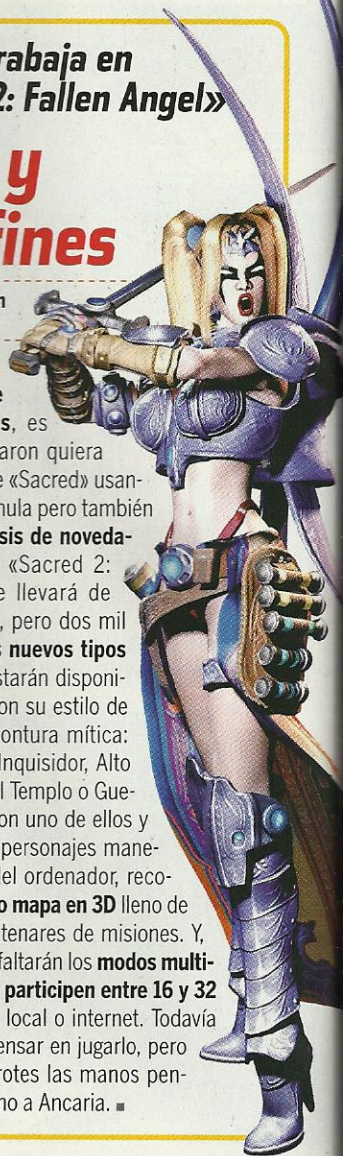 rabaja en
2: Fallen Angel»
y
fines
n
e
s, es
aron quiera
e «Sacred» usan-
nula pero también
sis de noveda-
«Sacred 2:
e llevará de
, pero dos mil
s nuevos tipos
starán disponi-
on su estilo de
ontura mítica:
Inquisidor, Alto
l Templo o Gue-
on uno de ellos y
personajes mane-
del ordenador, reco-
o mapa en 3D lleno de
tenares de misiones. Y,
faltarán los modos multi-
participen entre 16 y 32
local o internet. Todavía
ensar en jugarlo, pero
rotes las manos pen-
no a Ancaria.